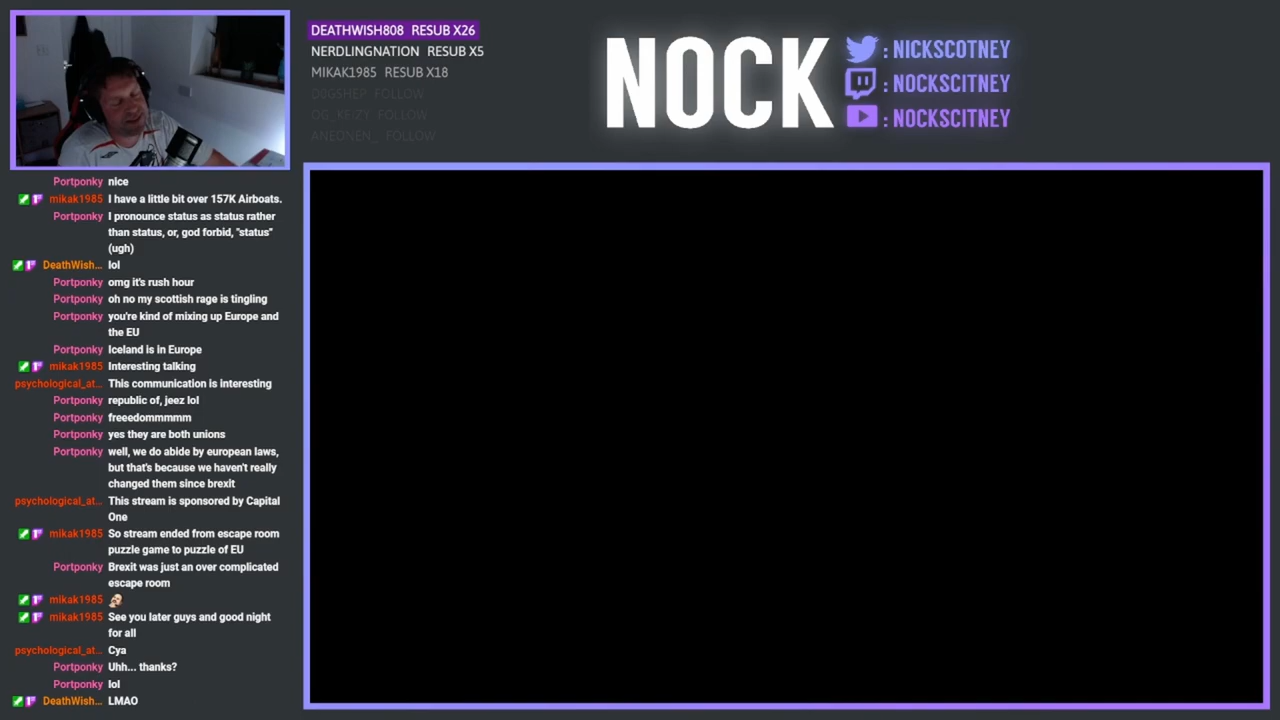 DEATHWISH808 RESUB X26
NERDLINGNATION RESUB X5
MIKAK1985 RESUB X18
D0GSHEP FOLLOW
OG_KEIZY FOLLOW
ANEDNEN_ FOLLOW
NOCK
: NICKSCOTNEY
: NOCKSCITNEY
: NOCKSCITNEY
Portponky nice
mikak1985 I have a little bit over 157K Airboats.
Portponky I pronounce status as status rather
than status, or, god forbid, "status"
(ugh)
DeathWish... lol
Portponky omg it's rush hour
Portponky oh no my scottish rage is tingling
Portponky you're kind of mixing up Europe and
the EU
Portponky Iceland is in Europe
mikak1985 Interesting talking
psychological_at... This communication is interesting
Portponky republic of, jeez lol
Portponky freeedommmmm
Portponky yes they are both unions
Portponky well, we do abide by european laws,
but that's because we haven't really
changed them since brexit
psychological_at... This stream is sponsored by Capital
One
mikak1985 So stream ended from escape room
puzzle game to puzzle of EU
Portponky Brexit was just an over complicated
escape room
mikak1985
mikak1985 See you later guys and good night
for all
psychological_at... Cya
Portponky Uhh... thanks?
Portponky lol
DeathWish... LMAO